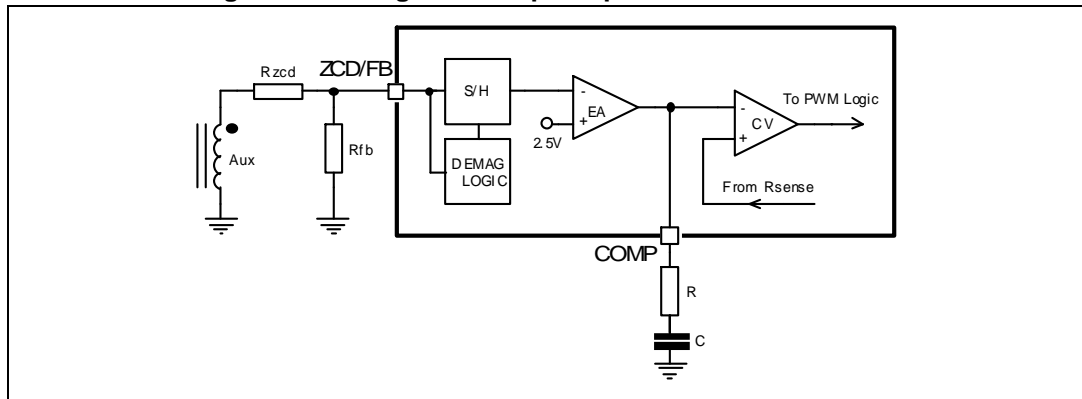 Rzcd
ZCD/FB
S/H
-
EA
+
2.5V
To PWM Logic
-
CV
+
Aux
Rfb
DEMAG
LOGIC
From Rsense
COMP
R
C